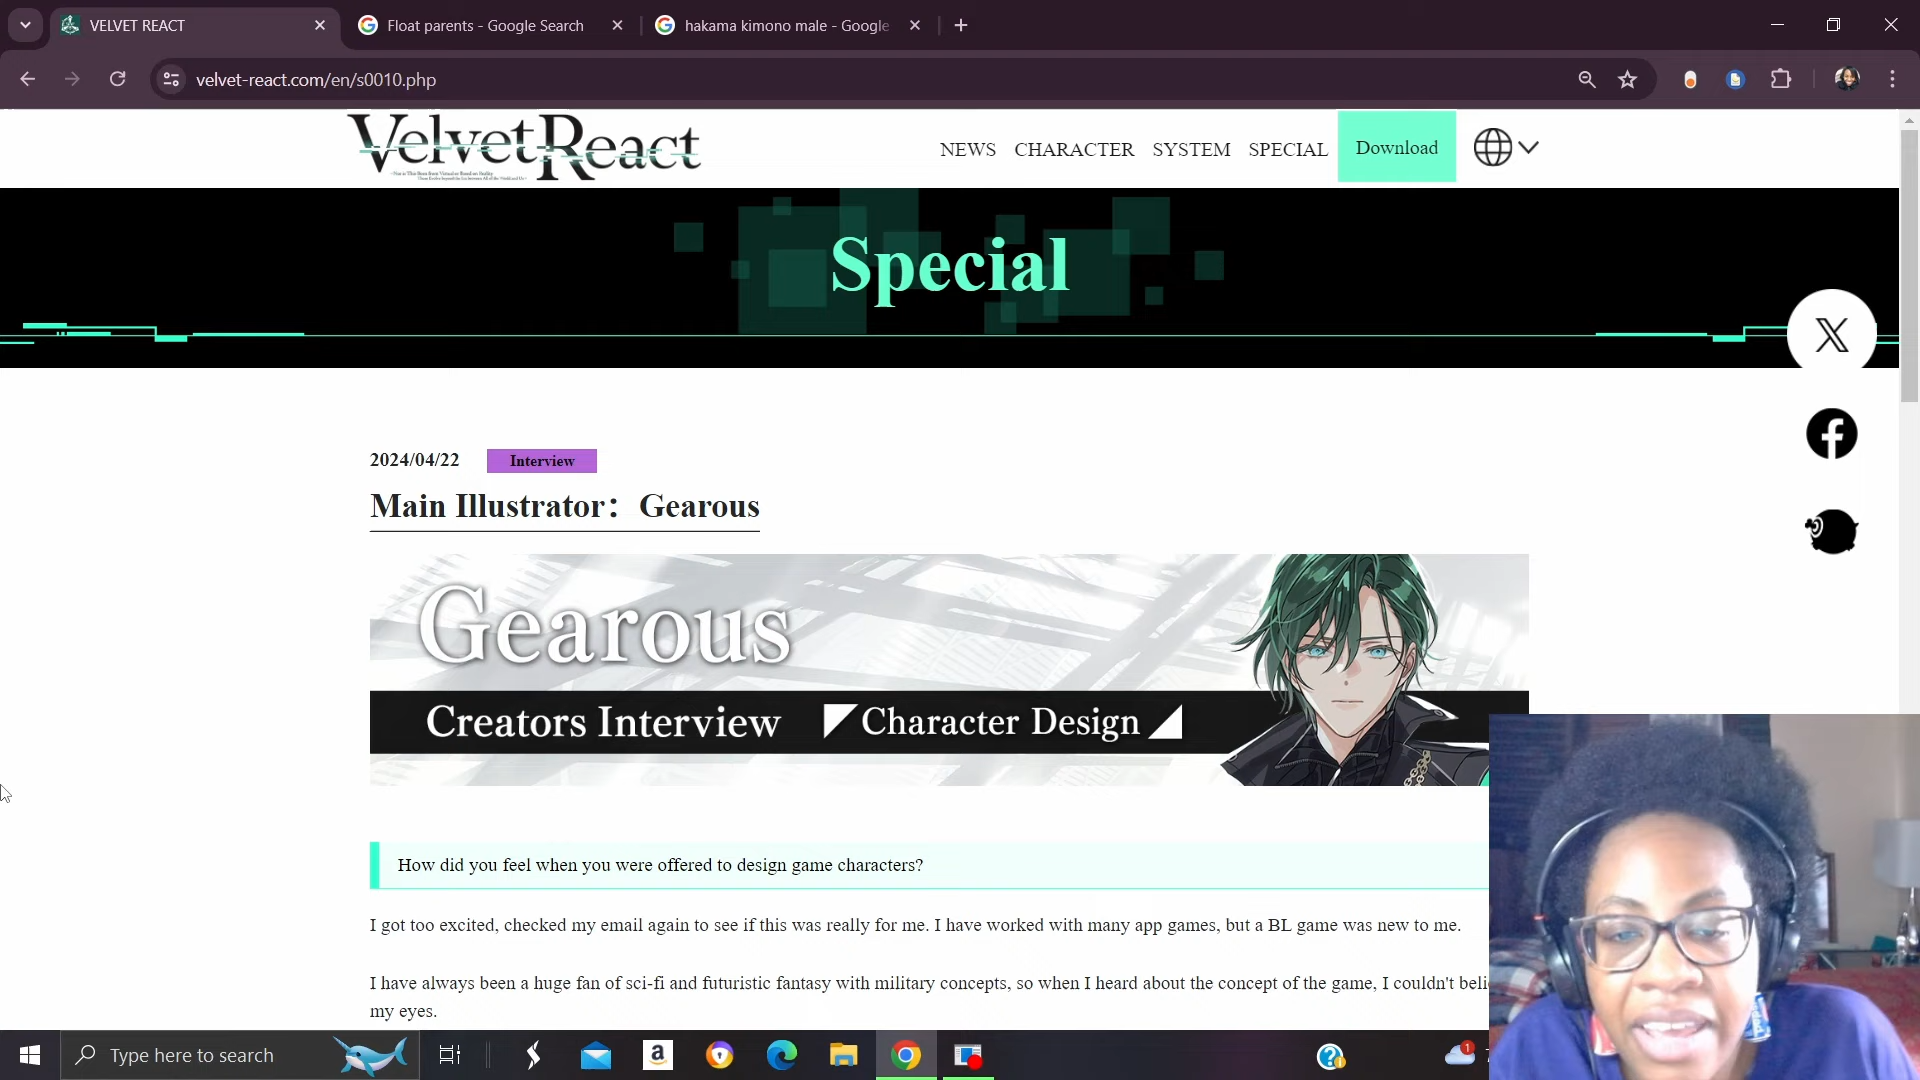 VELVET REACT
Float parents - Google Search
hakama kimono male - Google
velvet-react.com/en/s0010.php
VelvetReact
NEWS CHARACTER SYSTEM SPECIAL Download
Special
X
2024/04/22 Interview
Main Illustrator： Gearous
Gearous
Creators Interview Character Design
How did you feel when you were offered to design game characters?
I got too excited, checked my email again to see if this was really for me. I have worked with many app games, but a BL game was new to me.
I have always been a huge fan of sci-fi and futuristic fantasy with military concepts, so when I heard about the concept of the game, I couldn't beli
my eyes.
Type here to search
a
1